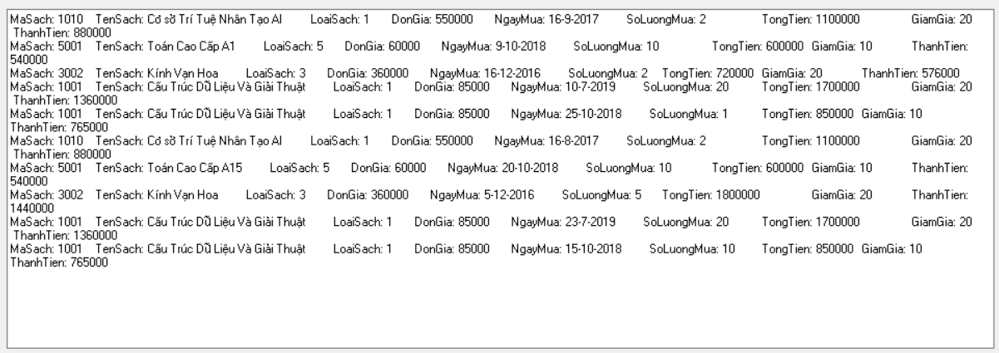 MaSach: 1010 TenSach: Cơ sở Trí Tuệ Nhân Tạo AI LoaiSach: 1 DonGia: 550000 NgayMua: 16-9-2017 SoLuongMua: 2 TongTien: 1100000 GiamGia: 20
ThanhTien: 880000
MaSach: 5001 TenSach: Toán Cao Cấp A1 LoaiSach: 5 DonGia: 60000 NgayMua: 9-10-2018 SoLuongMua: 10 TongTien: 600000 GiamGia: 10 ThanhTien:
540000
MaSach: 3002 TenSach: Kính Vạn Hoa LoaiSach: 3 DonGia: 360000 NgayMua: 16-12-2016 SoLuongMua: 2 TongTien: 720000 GiamGia: 20 ThanhTien: 576000
MaSach: 1001 TenSach: Cấu Trúc Dữ Liệu Và Giải Thuật LoaiSach: 1 DonGia: 85000 NgayMua: 10-7-2019 SoLuongMua: 20 TongTien: 1700000 GiamGia: 20
ThanhTien: 1360000
MaSach: 1001 TenSach: Cấu Trúc Dữ Liệu Và Giải Thuật LoaiSach: 1 DonGia: 85000 NgayMua: 25-10-2018 SoLuongMua: 1 TongTien: 850000 GiamGia: 10
ThanhTien: 765000
MaSach: 1010 TenSach: Cơ sở Trí Tuệ Nhân Tạo AI LoaiSach: 1 DonGia: 550000 NgayMua: 16-8-2017 SoLuongMua: 2 TongTien: 1100000 GiamGia: 20
ThanhTien: 880000
MaSach: 5001 TenSach: Toán Cao Cấp A15 LoaiSach: 5 DonGia: 60000 NgayMua: 20-10-2018 SoLuongMua: 10 TongTien: 600000 GiamGia: 10 ThanhTien:
540000
MaSach: 3002 TenSach: Kính Vạn Hoa LoaiSach: 3 DonGia: 360000 NgayMua: 5-12-2016 SoLuongMua: 5 TongTien: 1800000 GiamGia: 20 ThanhTien:
1440000
MaSach: 1001 TenSach: Cấu Trúc Dữ Liệu Và Giải Thuật LoaiSach: 1 DonGia: 85000 NgayMua: 23-7-2019 SoLuongMua: 20 TongTien: 1700000 GiamGia: 20
ThanhTien: 1360000
MaSach: 1001 TenSach: Cấu Trúc Dữ Liệu Và Giải Thuật LoaiSach: 1 DonGia: 85000 NgayMua: 15-10-2018 SoLuongMua: 10 TongTien: 850000 GiamGia: 10
ThanhTien: 765000